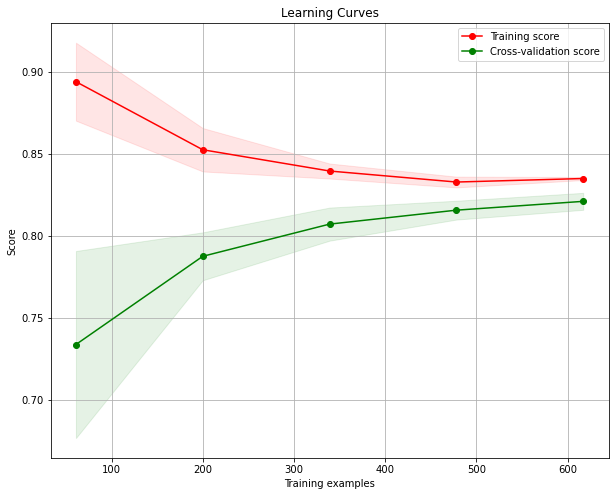 Learning Curves
Training score
Cross-validation score
Score
0.90
0.85
0.80
0.75
0.70
100 200 300 400 500 600
Training examples